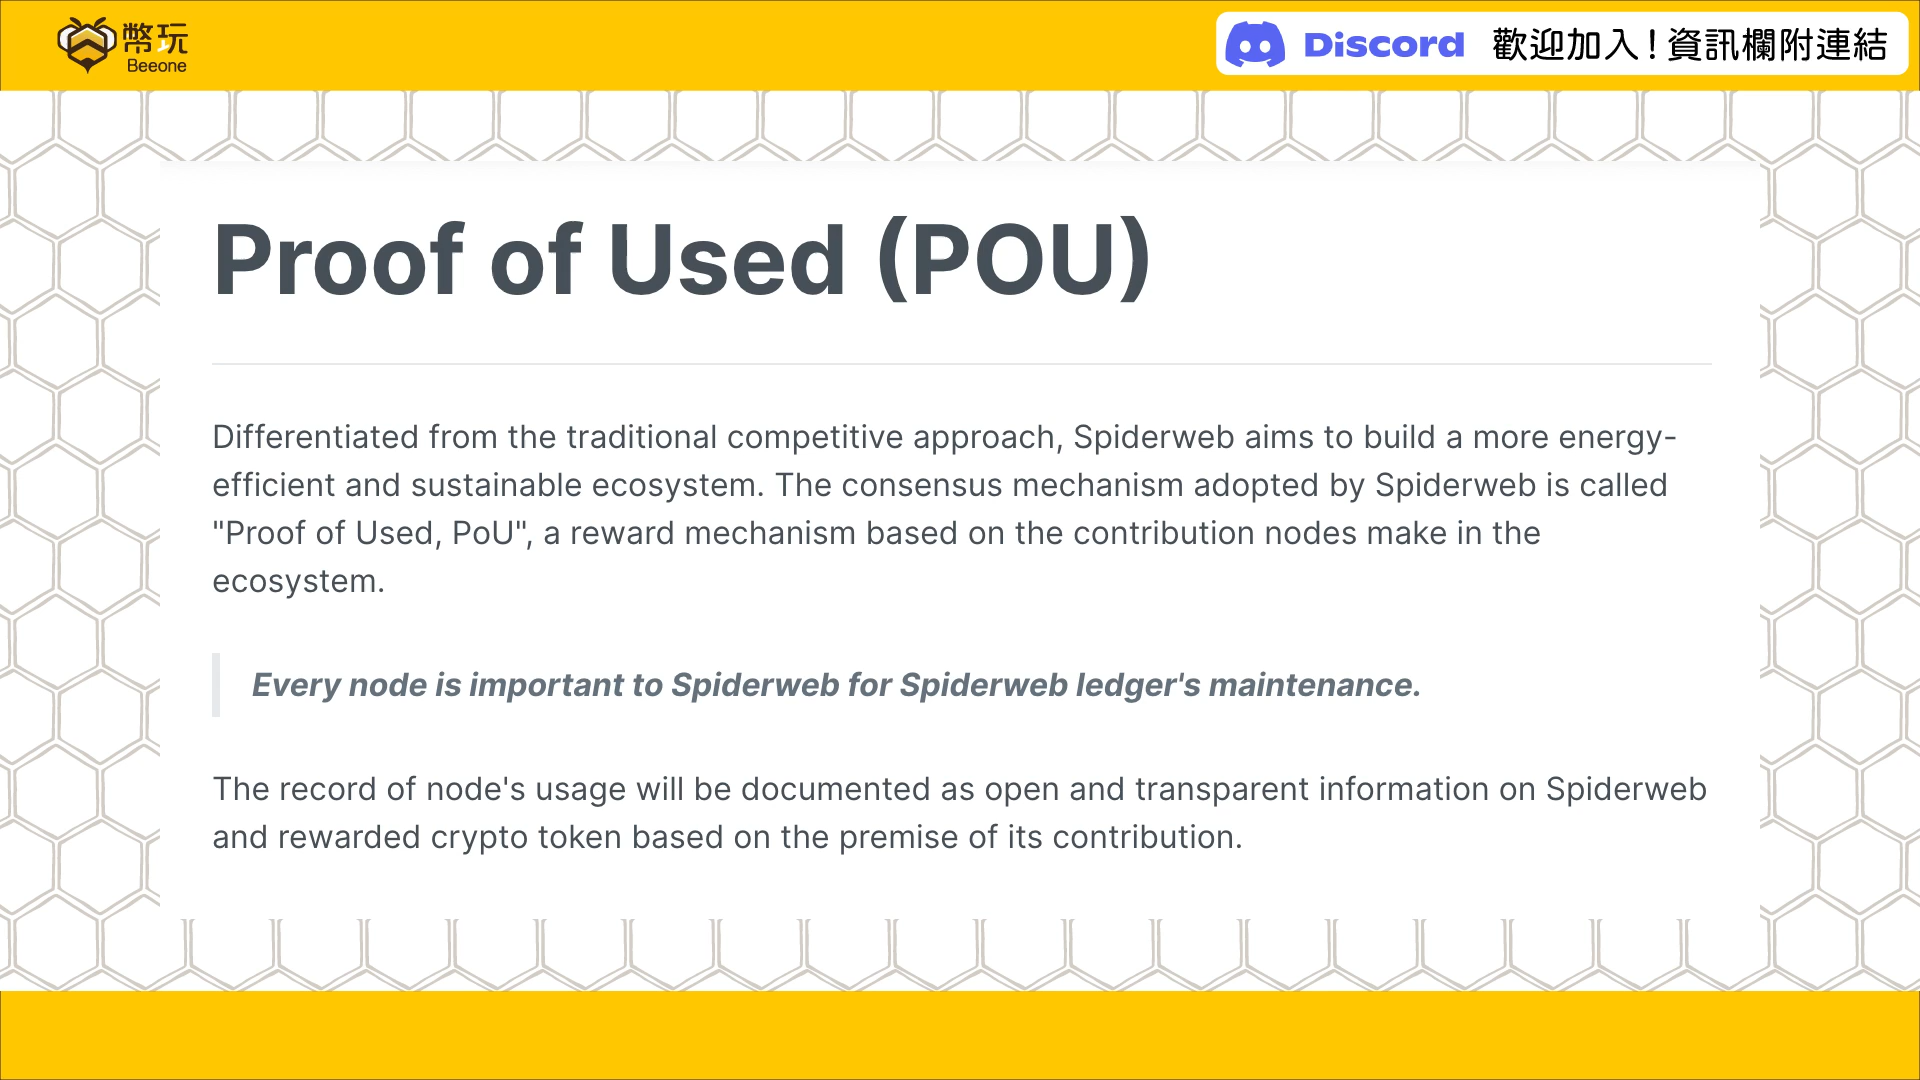 幣玩
Beeone
Discord 歡迎加入！資訊欄附連結
Proof of Used (POU)
Differentiated from the traditional competitive approach, Spiderweb aims to build a more energy-
efficient and sustainable ecosystem. The consensus mechanism adopted by Spiderweb is called
"Proof of Used, PoU", a reward mechanism based on the contribution nodes make in the
ecosystem.
Every node is important to Spiderweb for Spiderweb ledger's maintenance.
The record of node's usage will be documented as open and transparent information on Spiderweb
and rewarded crypto token based on the premise of its contribution.